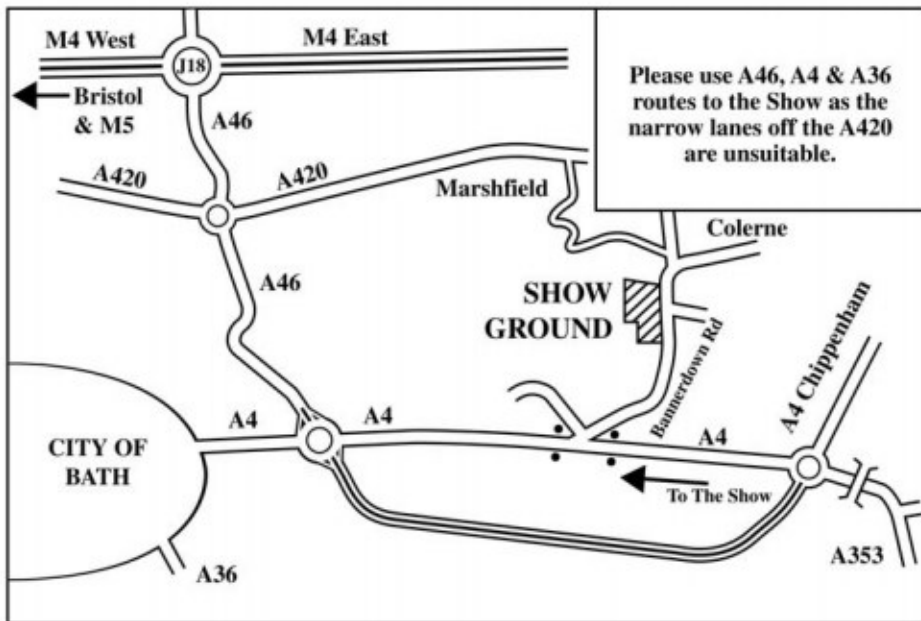 M4 West
M4 East
J18
Bristol
& M5
A46
Please use A46, A4 & A36
routes to the Show as the
narrow lanes off the A420
are unsuitable.
A420
A420
Marshfield
Colerne
A46
SHOW
GROUND
Bannerdown Rd
A4 Chippenham
A4
A4
A4
CITY OF
BATH
To The Show
A36
A353